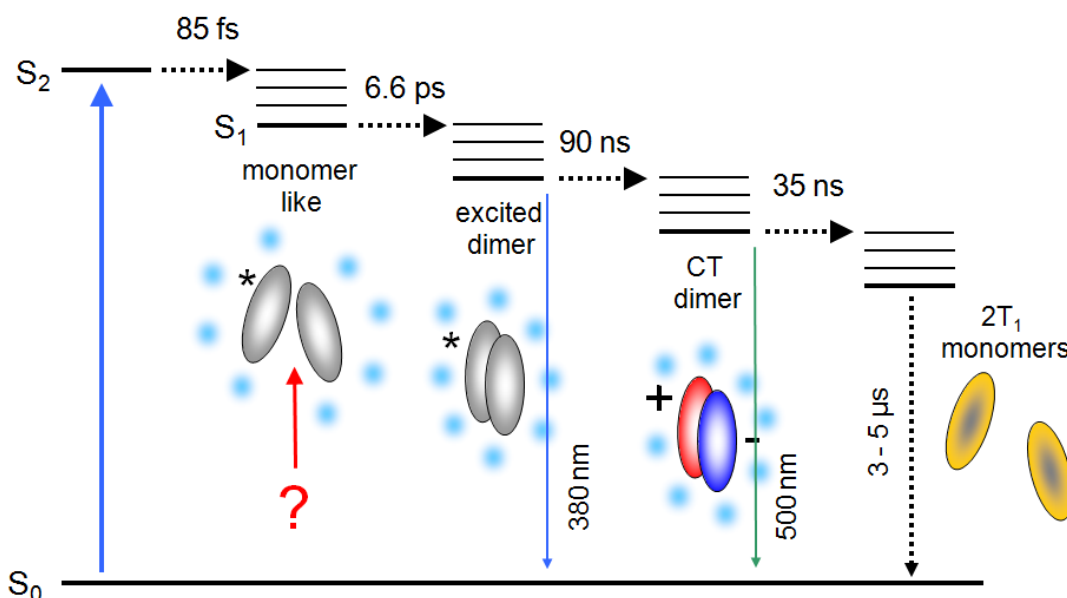 85 fs
S₂
6.6 ps
S₁
90 ns
monomer
like
35 ns
excited
dimer
CT
dimer
2T₁
monomers
*
*
+
-
?
380 nm
500 nm
3 - 5 µs
S₀